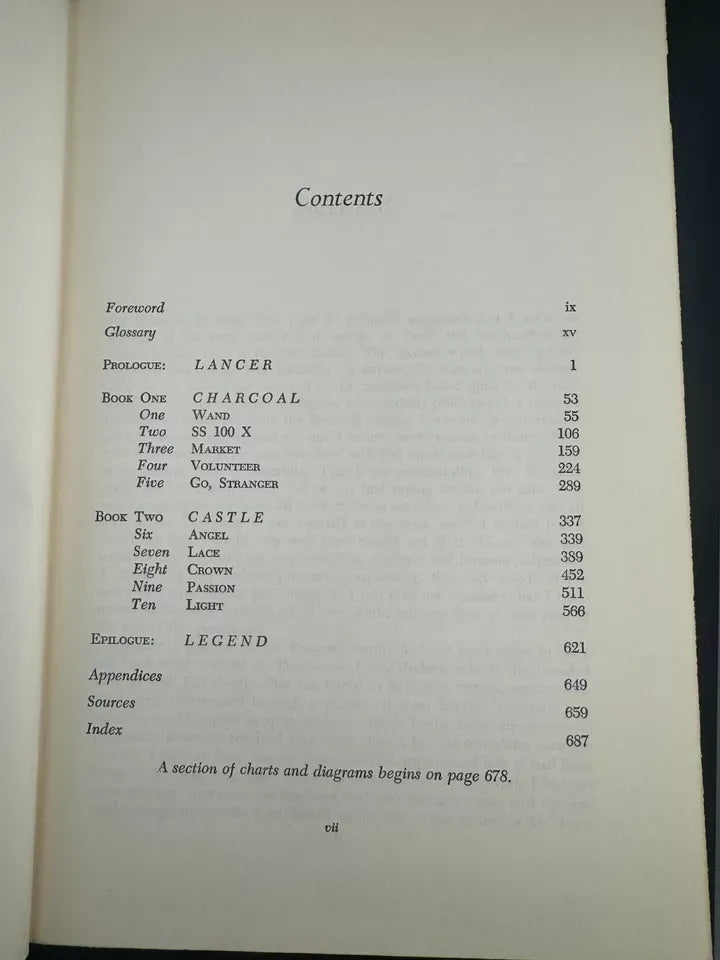 Contents
Foreword ix
Glossary xv
Prologue: LANCER 1
Book One CHARCOAL 53
One Wand 55
Two SS 100 X 106
Three Market 159
Four Volunteer 224
Five Go, Stranger 289
Book Two CASTLE 337
Six Angel 339
Seven Lace 389
Eight Crown 452
Nine Passion 511
Ten Light 566
Epilogue: LEGEND 621
Appendices 649
Sources 659
Index 687
A section of charts and diagrams begins on page 678.
vii